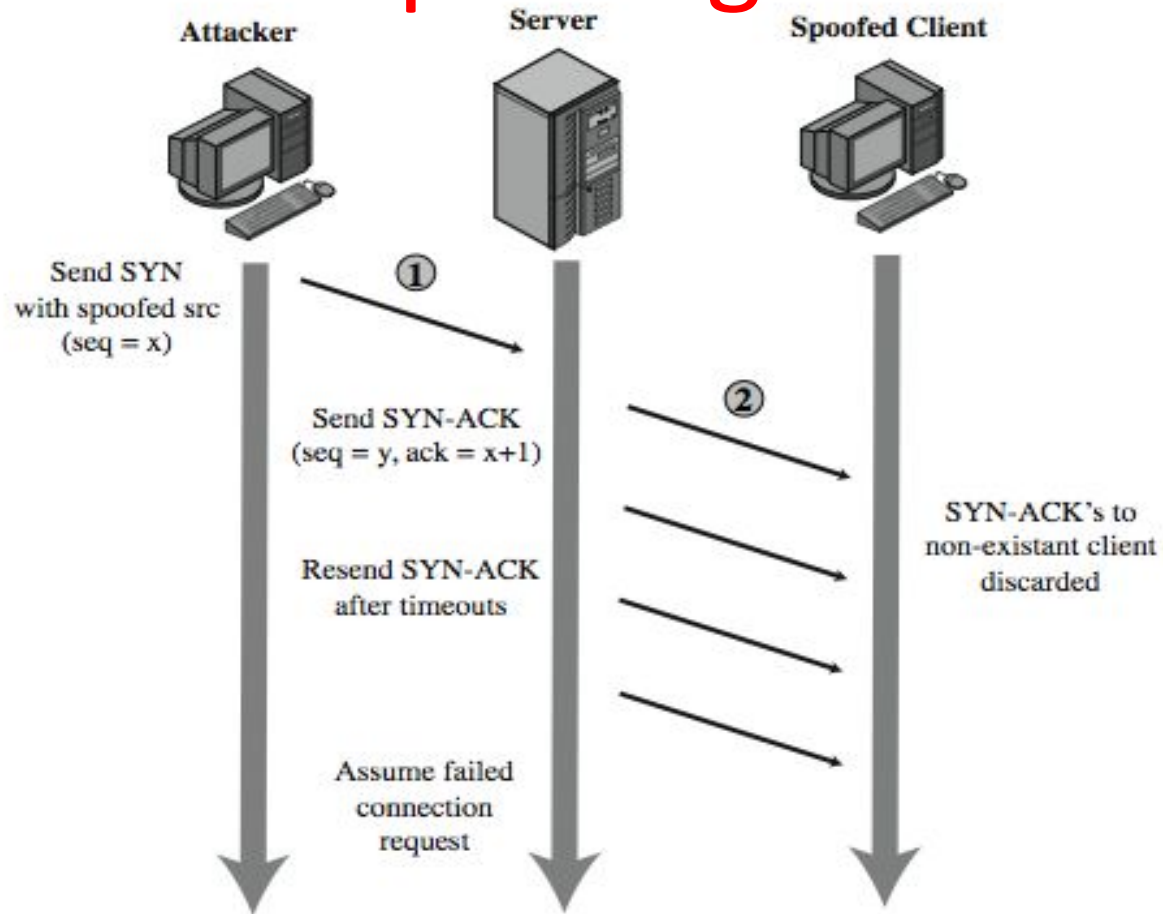 Attacker
Server
Spoofed Client
Send SYN
with spoofed src
(seq = x)
1
2
Send SYN-ACK
(seq = y, ack = x+1)
SYN-ACK's to
non-existant client
discarded
Resend SYN-ACK
after timeouts
Assume failed
connection
request